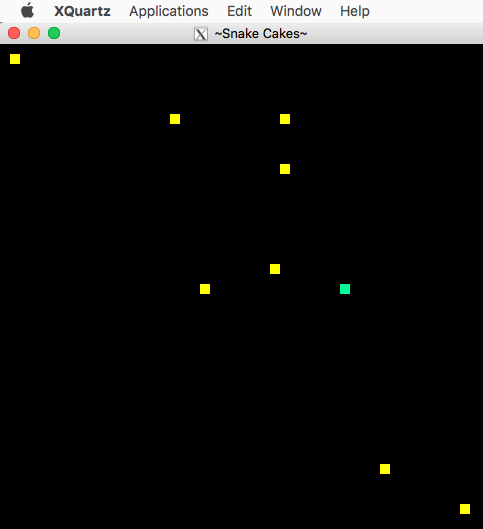 XQuartz Applications Edit Window Help
~Snake Cakes~